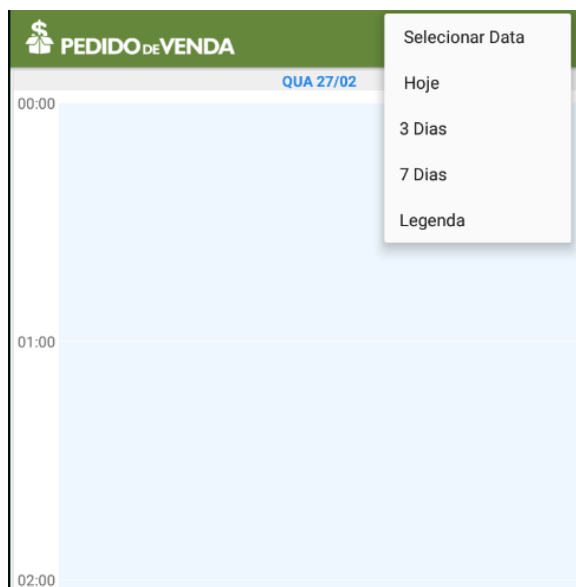 PEDIDO DE VENDA
QUA 27/02
00:00
01:00
02:00
Selecionar Data
Hoje
3 Dias
7 Dias
Legenda